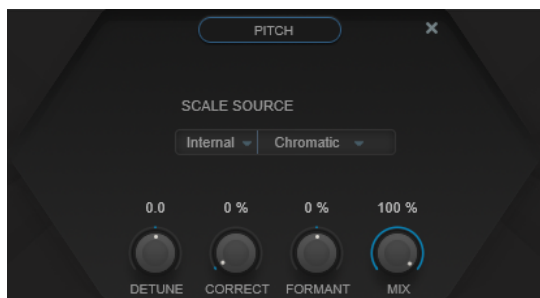 PITCH
SCALE SOURCE
Internal Chromatic
0.0 0 % 0 % 100 %
DETUNE CORRECT FORMANT MIX